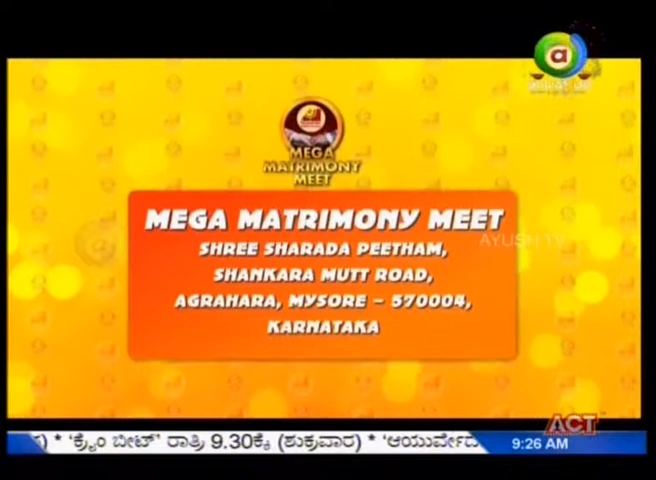 a
MEGA
MATRIMONY
MEET
MEGA MATRIMONY MEET
SHREE SHARADA PEETHAM,
AYUSH TV
SHANKARA MUTT ROAD,
AGRAHARA, MYSORE – 570004,
KARNATAKA
ACT
) * 'ಕ್ರೈಂ ಬೀಟ್' ರಾತ್ರಿ 9.30ಕ್ಕೆ (ಶುಕ್ರವಾರ) * 'ಆಯುರ್ವೇದ
9:26 AM